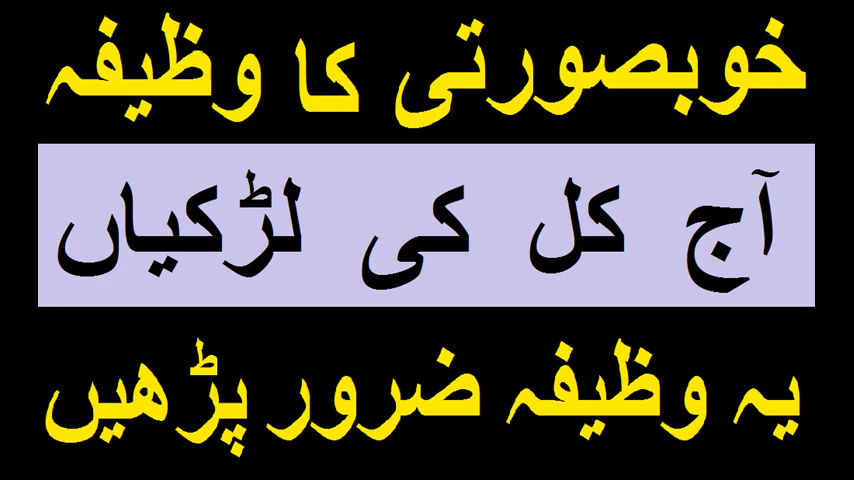 خوبصورتی کا وظیفہ
آج کل کی لڑکیاں
یہ وظیفہ ضرور پڑھیں